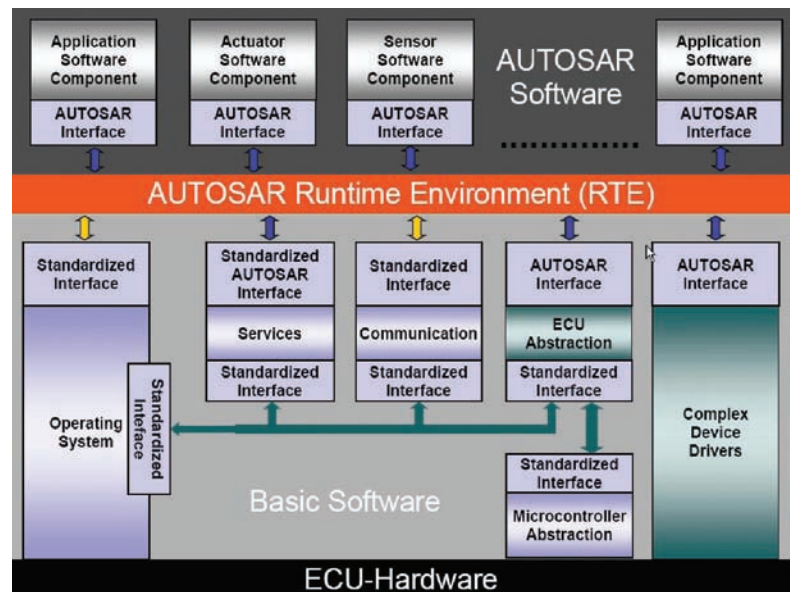 Application
Software
Component
AUTOSAR
Interface
Actuator
Software
Component
AUTOSAR
Interface
Sensor
Software
Component
AUTOSAR
Interface
AUTOSAR
Software
Application
Software
Component
AUTOSAR
Interface
AUTOSAR Runtime Environment (RTE)
Standardized
Interface
Operating
System
Standardized
Interface
Standardized
AUTOSAR
Interface
Services
Standardized
Interface
Standardized
Interface
Communication
Standardized
Interface
AUTOSAR
Interface
ECU
Abstraction
Standardized
Interface
Standardized
Interface
Microcontroller
Abstraction
AUTOSAR
Interface
Complex
Device
Drivers
Basic Software
ECU-Hardware